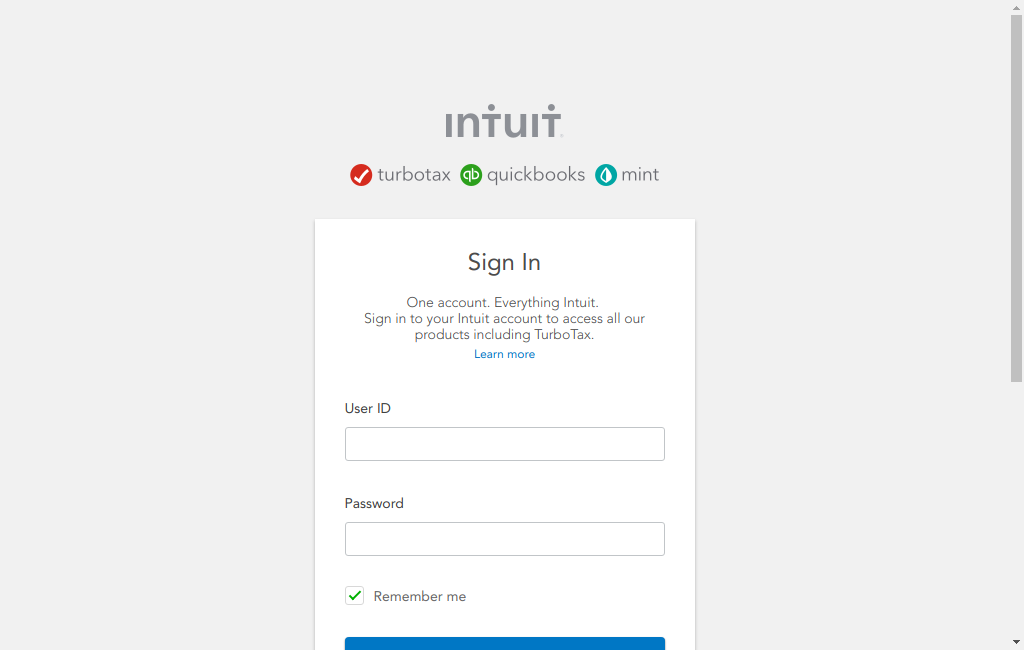 intuit
turbotax qb quickbooks mint
Sign In
One account. Everything Intuit.
Sign in to your Intuit account to access all our
products including TurboTax.
Learn more
User ID
Password
Remember me